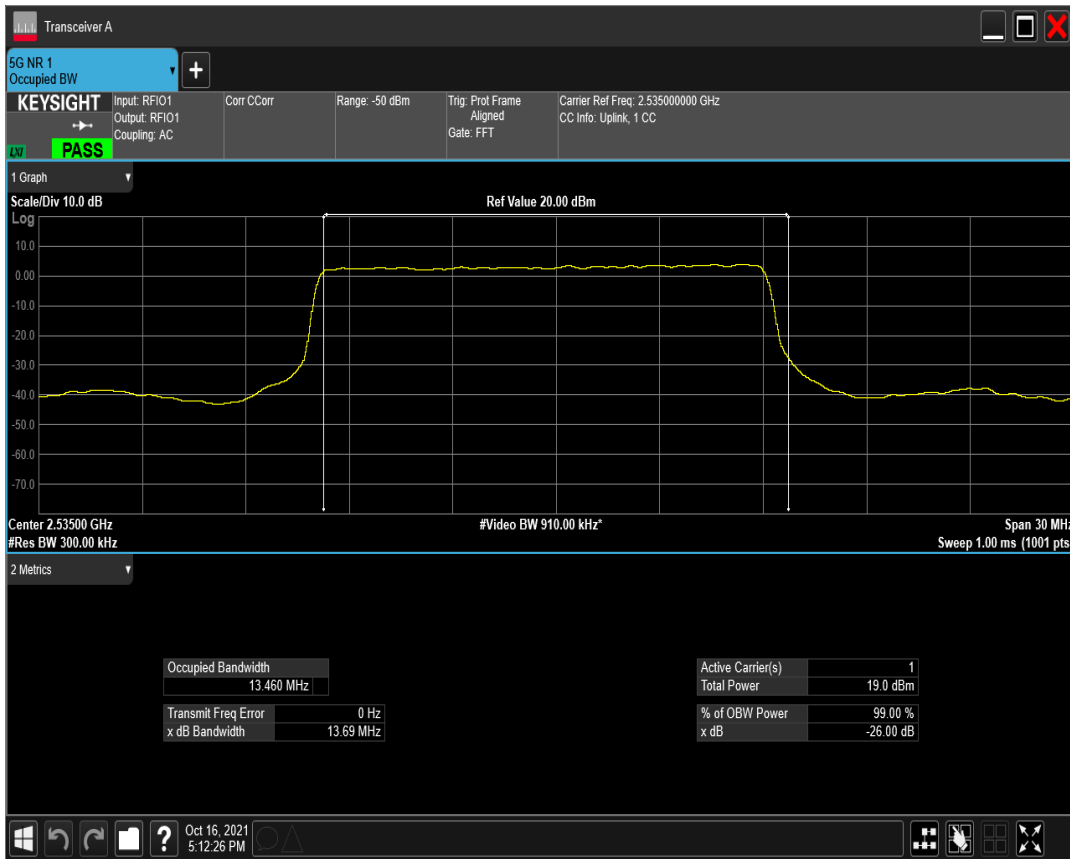 Transceiver A
5G NR 1
Occupied BW
KEYSIGHT
LXI
PASS
Input: RFIO1
Output: RFIO1
Coupling: AC
Corr CCorr
Range: -50 dBm
Trig: Prot Frame
Aligned
Gate: FFT
Carrier Ref Freq: 2.535000000 GHz
CC Info: Uplink, 1 CC
1 Graph
Scale/Div 10.0 dB
Ref Value 20.00 dBm
Log
10.0
0.00
-10.0
-20.0
-30.0
-40.0
-50.0
-60.0
-70.0
Center 2.53500 GHz
#Video BW 910.00 kHz*
Span 30 MHz
#Res BW 300.00 kHz
Sweep 1.00 ms (1001 pts
2 Metrics
Occupied Bandwidth
13.460 MHz
Transmit Freq Error 0 Hz
x dB Bandwidth 13.69 MHz
Active Carrier(s) 1
Total Power 19.0 dBm
% of OBW Power 99.00 %
x dB -26.00 dB
?
Oct 16, 2021
5:12:26 PM